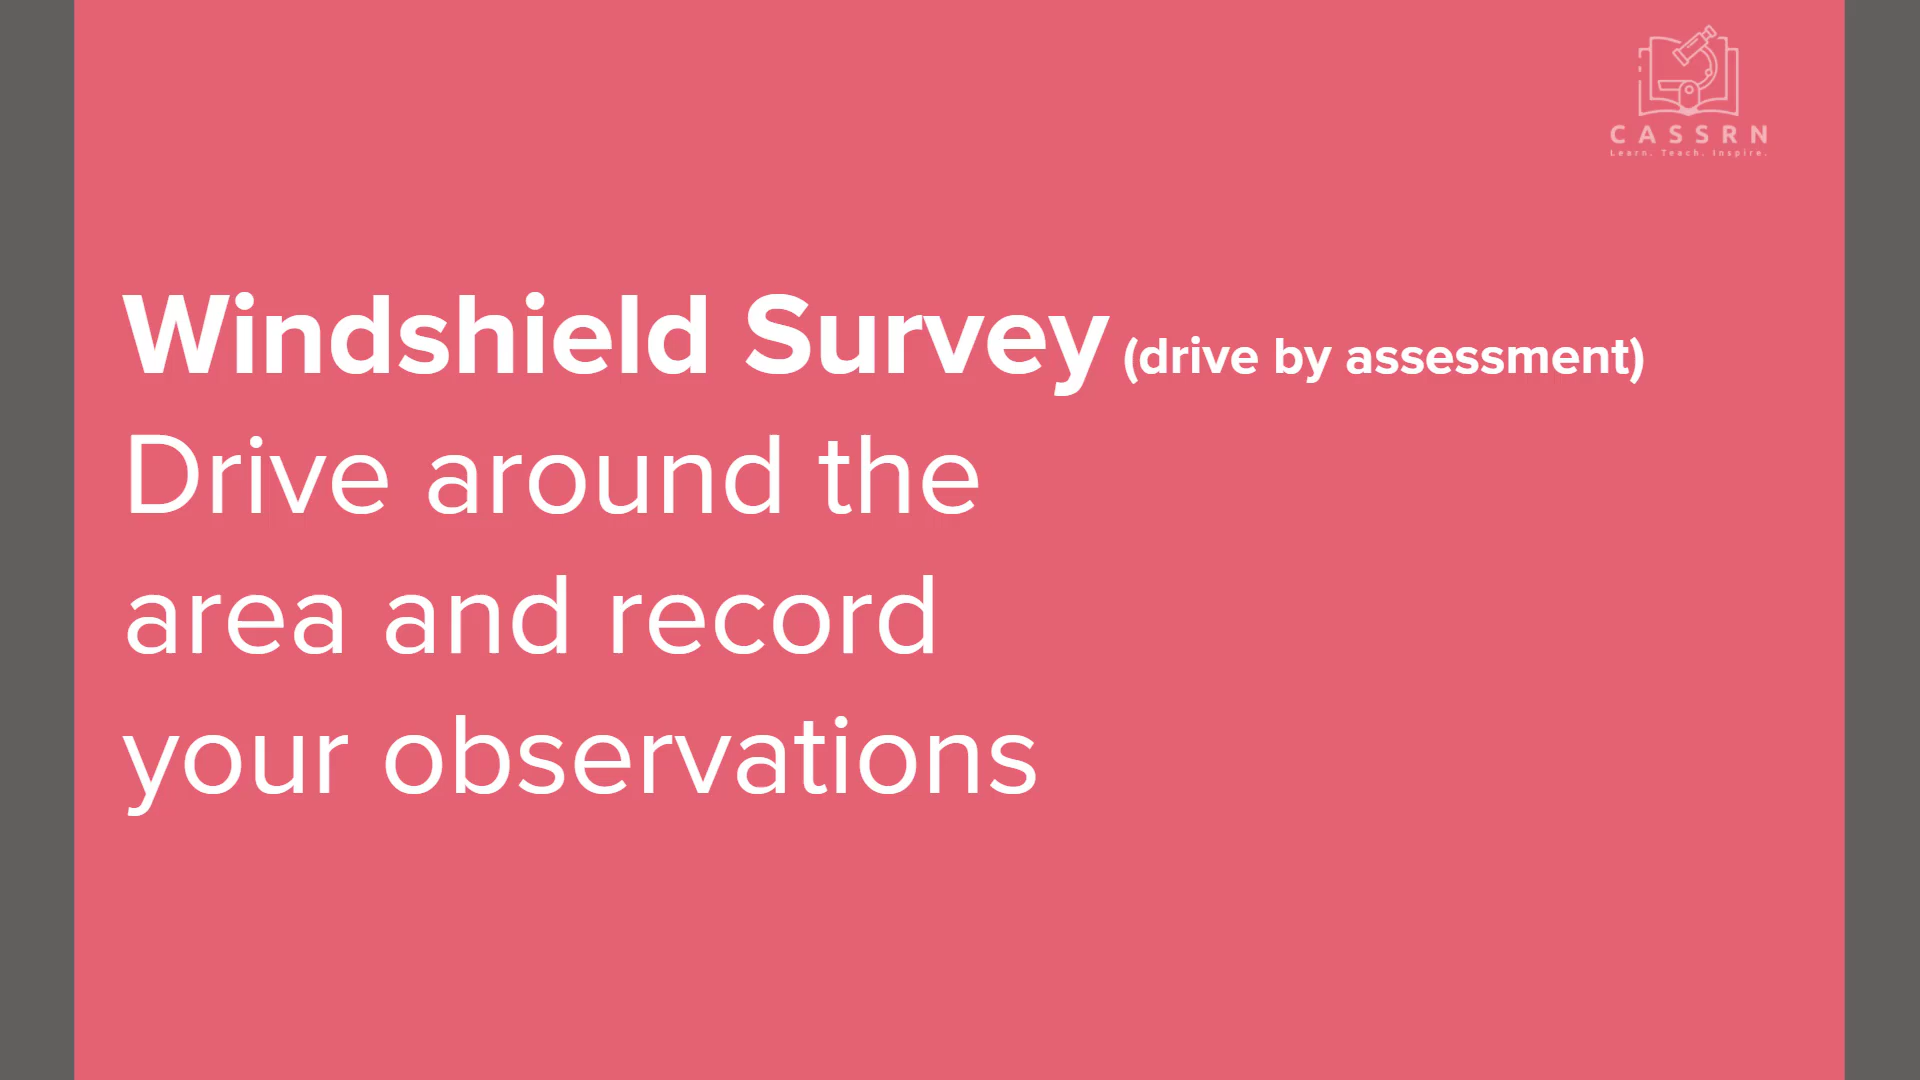 CASSRN
Learn. Teach. Inspire.
Windshield Survey (drive by assessment)
Drive around the
area and record
your observations